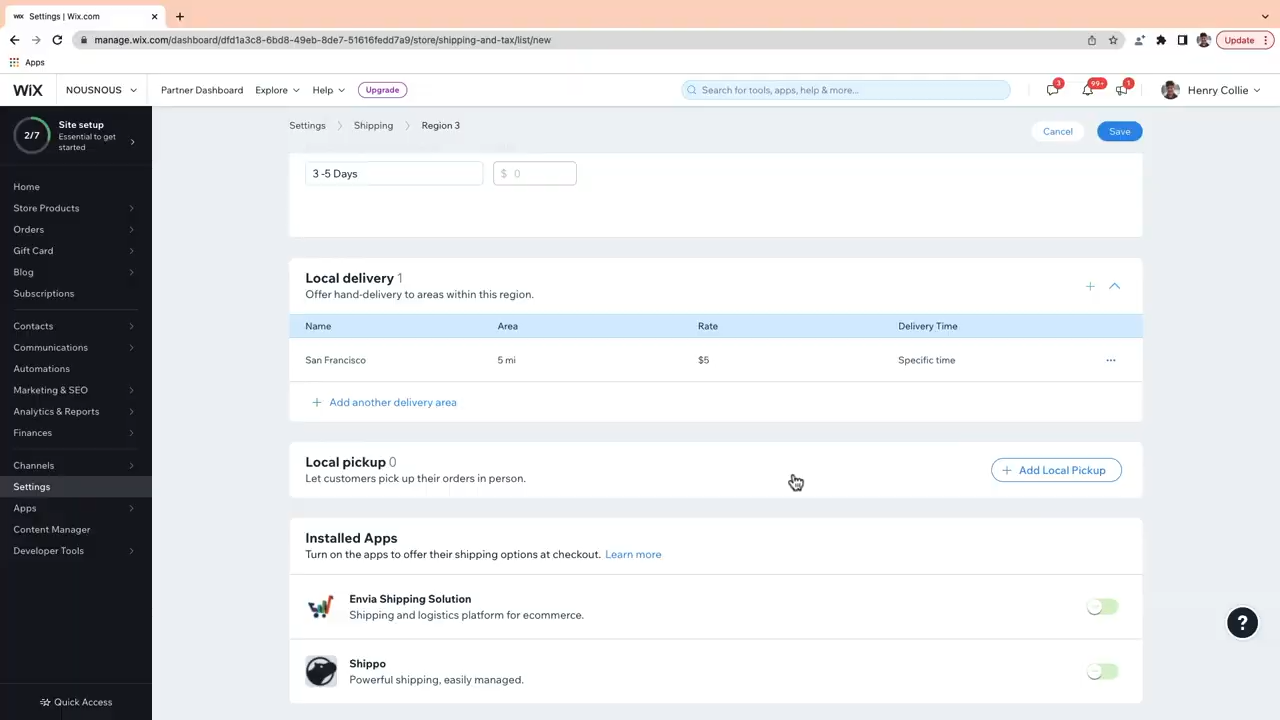 WiX Settings | Wix.com
manage.wix.com/dashboard/dfd1a3c8-6bd8-49eb-8de7-51616fedd7a9/store/shipping-and-tax/list/new
Update
Apps
WiX
NOUSNOUS
Partner Dashboard
Explore
Help
Upgrade
Search for tools, apps, help & more...
3
99+
1
Henry Collie
2/7
Site setup
Essential to get
started
Settings
Shipping
Region 3
Cancel
Save
Home
Store Products
Orders
Gift Card
Blog
Subscriptions
Contacts
Communications
Automations
Marketing & SEO
Analytics & Reports
Finances
Channels
Settings
Apps
Content Manager
Developer Tools
Quick Access
3 -5 Days
$ 0
Local delivery 1
Offer hand-delivery to areas within this region.
Name Area Rate Delivery Time
San Francisco 5 mi $5 Specific time
+ Add another delivery area
Local pickup 0
Let customers pick up their orders in person.
+ Add Local Pickup
Installed Apps
Turn on the apps to offer their shipping options at checkout. Learn more
Envia Shipping Solution
Shipping and logistics platform for ecommerce.
Shippo
Powerful shipping, easily managed.
?